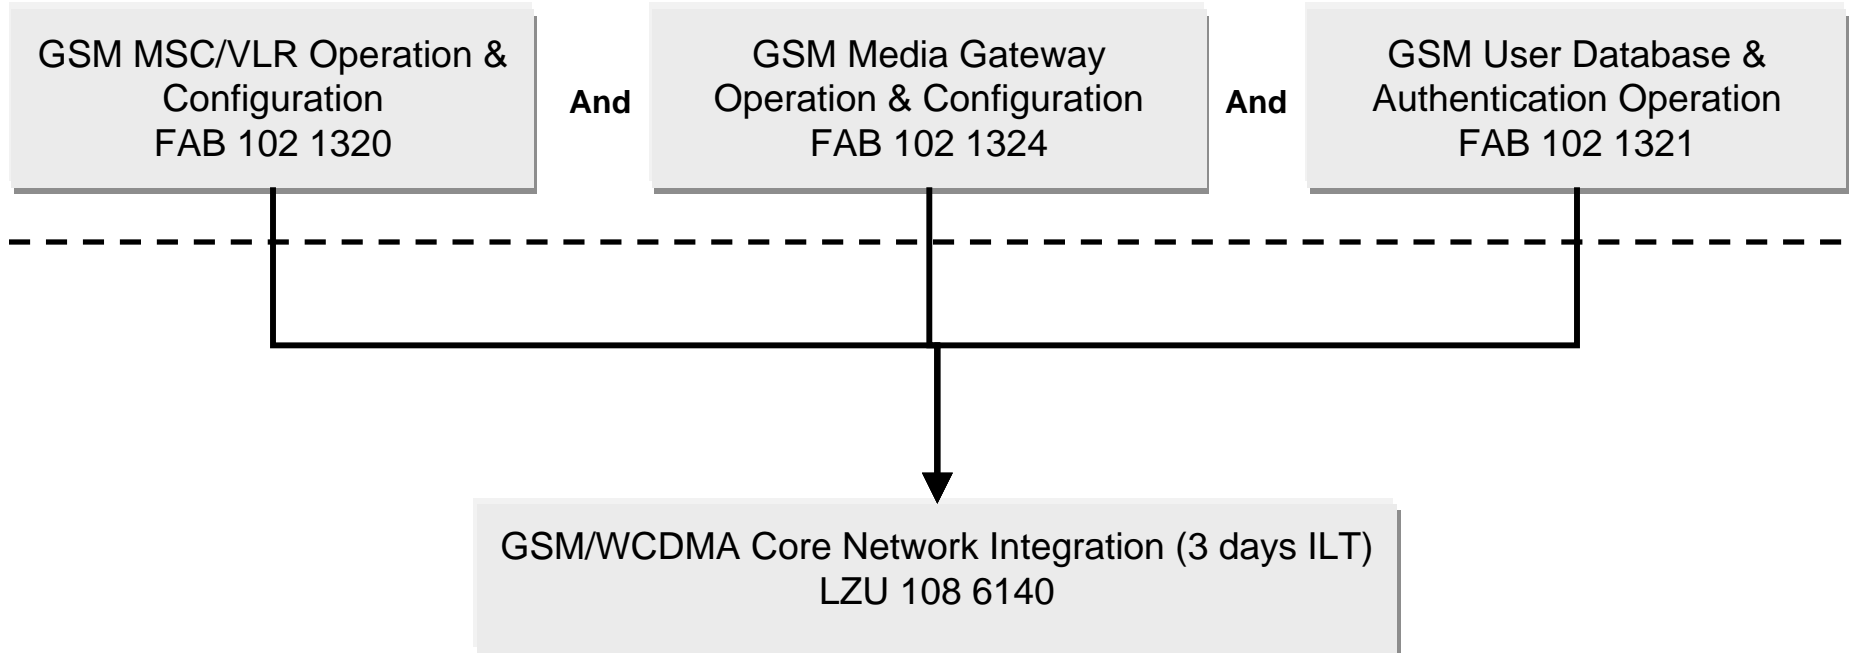 GSM MSC/VLR Operation &
Configuration
FAB 102 1320
And
GSM Media Gateway
Operation & Configuration
FAB 102 1324
And
GSM User Database &
Authentication Operation
FAB 102 1321
GSM/WCDMA Core Network Integration (3 days ILT)
LZU 108 6140